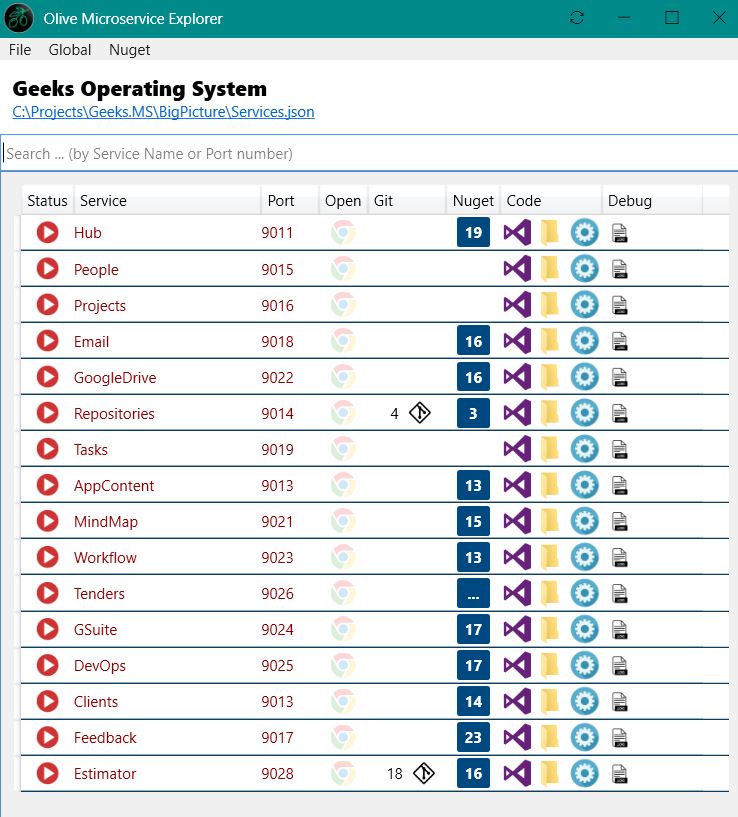 Olive Microservice Explorer
File Global Nuget
Geeks Operating System
C:\Projects\Geeks.MS\BigPicture\Services.json
Search ... (by Service Name or Port number)
Status Service Port Open Git Nuget Code Debug
Hub 9011 19
People 9015
Projects 9016
Email 9018 16
GoogleDrive 9022 16
Repositories 9014 4 3
Tasks 9019
AppContent 9013 13
MindMap 9021 15
Workflow 9023 13
Tenders 9026 ...
GSuite 9024 17
DevOps 9025 17
Clients 9013 14
Feedback 9017 23
Estimator 9028 18 16